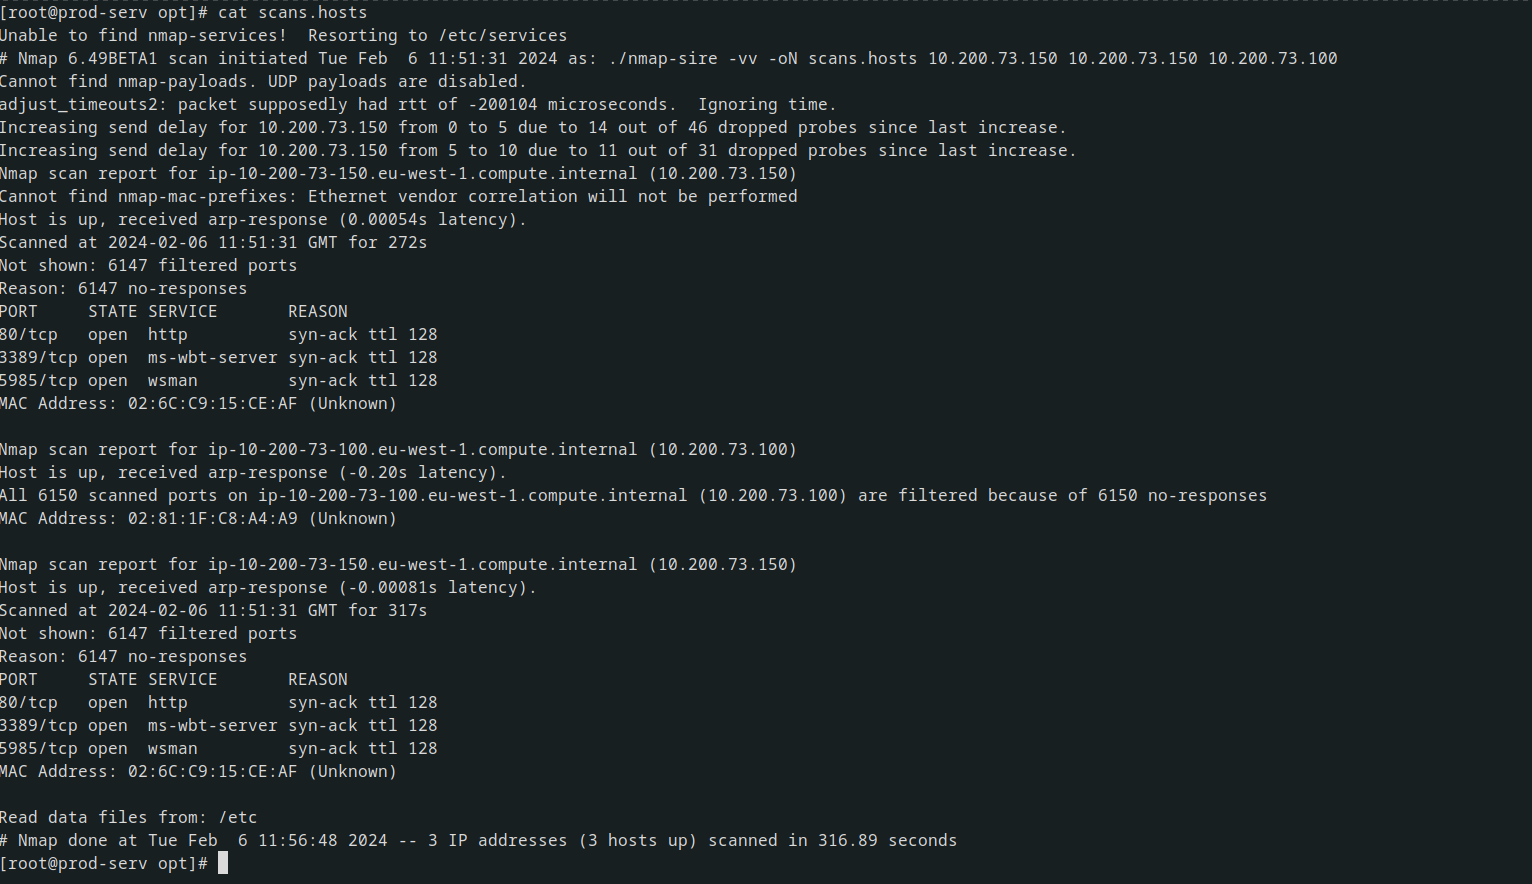 [root@prod-serv opt]# cat scans.hosts
Unable to find nmap-services!  Resorting to /etc/services
# Nmap 6.49BETA1 scan initiated Tue Feb  6 11:51:31 2024 as: ./nmap-sire -vv -oN scans.hosts 10.200.73.150 10.200.73.150 10.200.73.100
Cannot find nmap-payloads. UDP payloads are disabled.
adjust_timeouts2: packet supposedly had rtt of -200104 microseconds.  Ignoring time.
Increasing send delay for 10.200.73.150 from 0 to 5 due to 14 out of 46 dropped probes since last increase.
Increasing send delay for 10.200.73.150 from 5 to 10 due to 11 out of 31 dropped probes since last increase.
Nmap scan report for ip-10-200-73-150.eu-west-1.compute.internal (10.200.73.150)
Cannot find nmap-mac-prefixes: Ethernet vendor correlation will not be performed
Host is up, received arp-response (0.00054s latency).
Scanned at 2024-02-06 11:51:31 GMT for 272s
Not shown: 6147 filtered ports
Reason: 6147 no-responses
PORT     STATE SERVICE       REASON
80/tcp   open  http          syn-ack ttl 128
3389/tcp open  ms-wbt-server syn-ack ttl 128
5985/tcp open  wsman         syn-ack ttl 128
MAC Address: 02:6C:C9:15:CE:AF (Unknown)

Nmap scan report for ip-10-200-73-100.eu-west-1.compute.internal (10.200.73.100)
Host is up, received arp-response (-0.20s latency).
All 6150 scanned ports on ip-10-200-73-100.eu-west-1.compute.internal (10.200.73.100) are filtered because of 6150 no-responses
MAC Address: 02:81:1F:C8:A4:A9 (Unknown)

Nmap scan report for ip-10-200-73-150.eu-west-1.compute.internal (10.200.73.150)
Host is up, received arp-response (-0.00081s latency).
Scanned at 2024-02-06 11:51:31 GMT for 317s
Not shown: 6147 filtered ports
Reason: 6147 no-responses
PORT     STATE SERVICE       REASON
80/tcp   open  http          syn-ack ttl 128
3389/tcp open  ms-wbt-server syn-ack ttl 128
5985/tcp open  wsman         syn-ack ttl 128
MAC Address: 02:6C:C9:15:CE:AF (Unknown)

Read data files from: /etc
# Nmap done at Tue Feb  6 11:56:48 2024 -- 3 IP addresses (3 hosts up) scanned in 316.89 seconds
[root@prod-serv opt]#